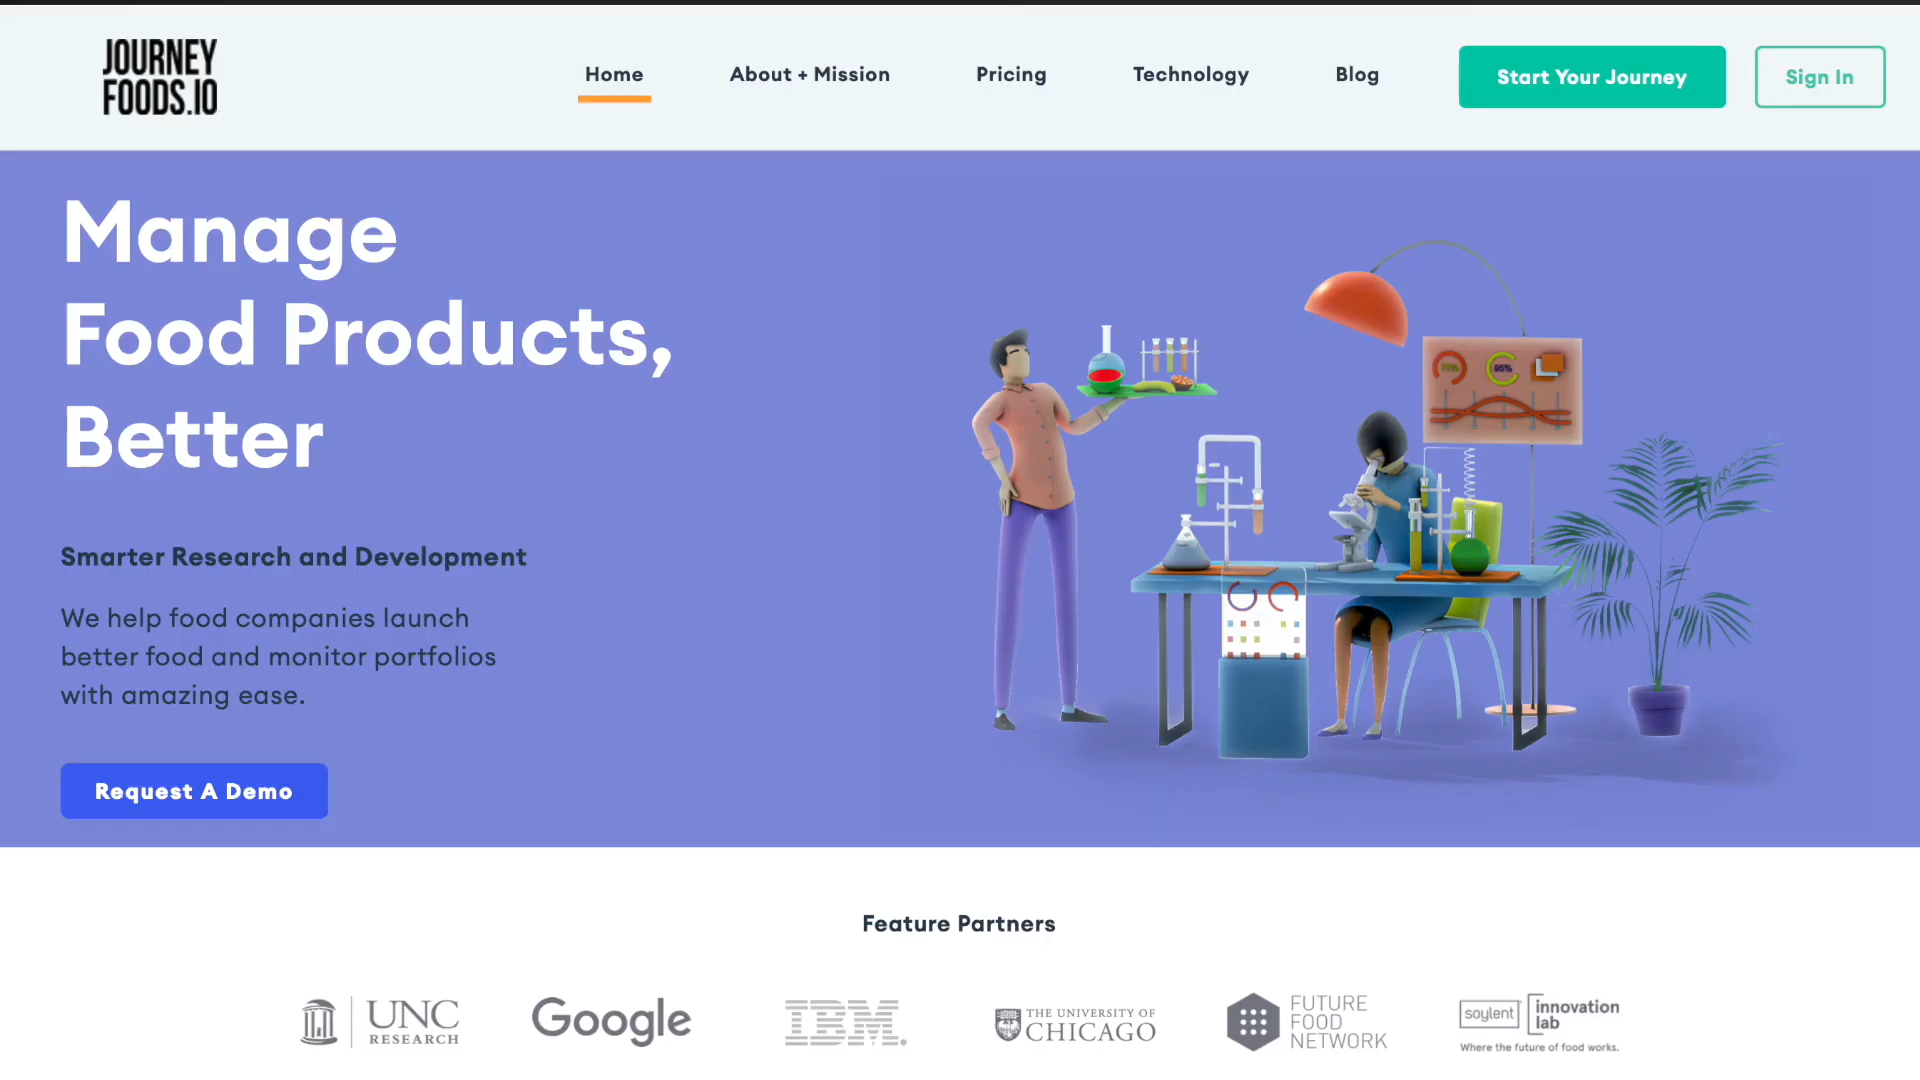 JOURNEY
FOODS.IO
Home
About + Mission
Pricing
Technology
Blog
Start Your Journey
Sign In
Manage
Food Products,
Better
Smarter Research and Development
We help food companies launch
better food and monitor portfolios
with amazing ease.
Request A Demo
95%
Feature Partners
UNC
RESEARCH
Google
IBM.
THE UNIVERSITY OF
CHICAGO
FUTURE
FOOD
NETWORK
soylent
innovation
lab
Where the future of food works.